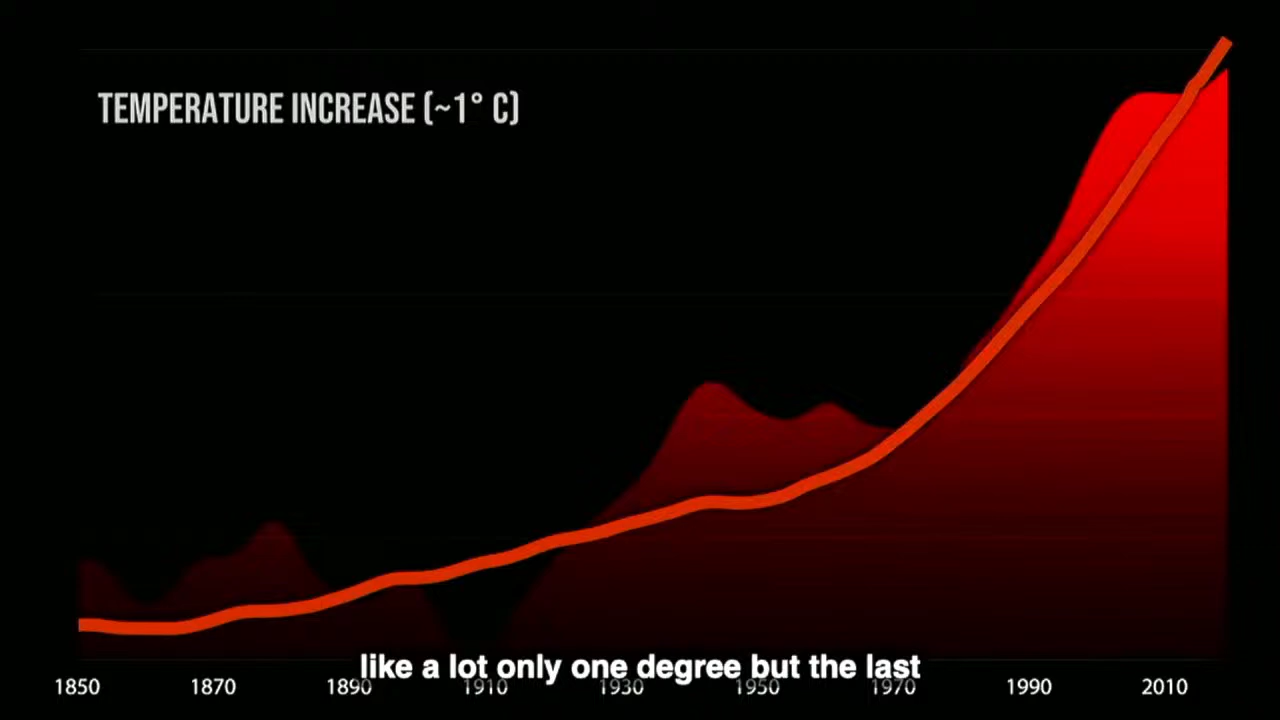 TEMPERATURE INCREASE (~1° C)
like a lot only one degree but the last
1850 1870 1890 1910 1930 1950 1970 1990 2010